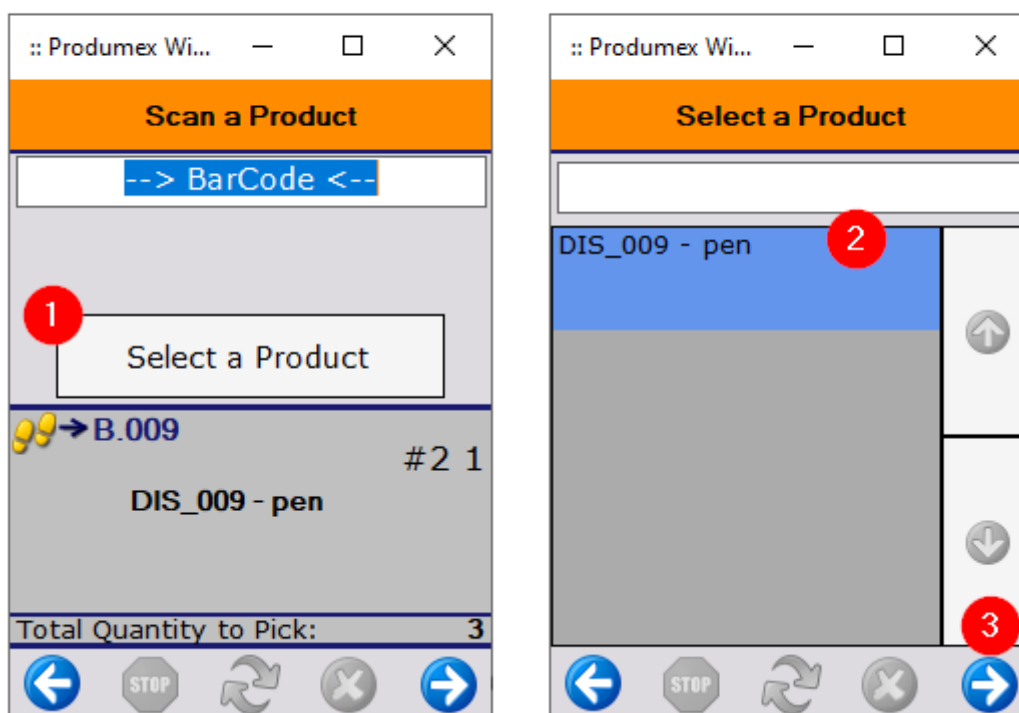 :: Produmex Wi...
Scan a Product
--> BarCode <--
1
Select a Product
B.009
#2 1
DIS_009 - pen
Total Quantity to Pick: 3
STOP
:: Produmex Wi...
Select a Product
DIS_009 - pen
2
3
STOP